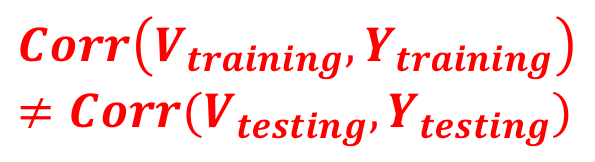 Corr(V_training, Y_training)
≠ Corr(V_testing, Y_testing)